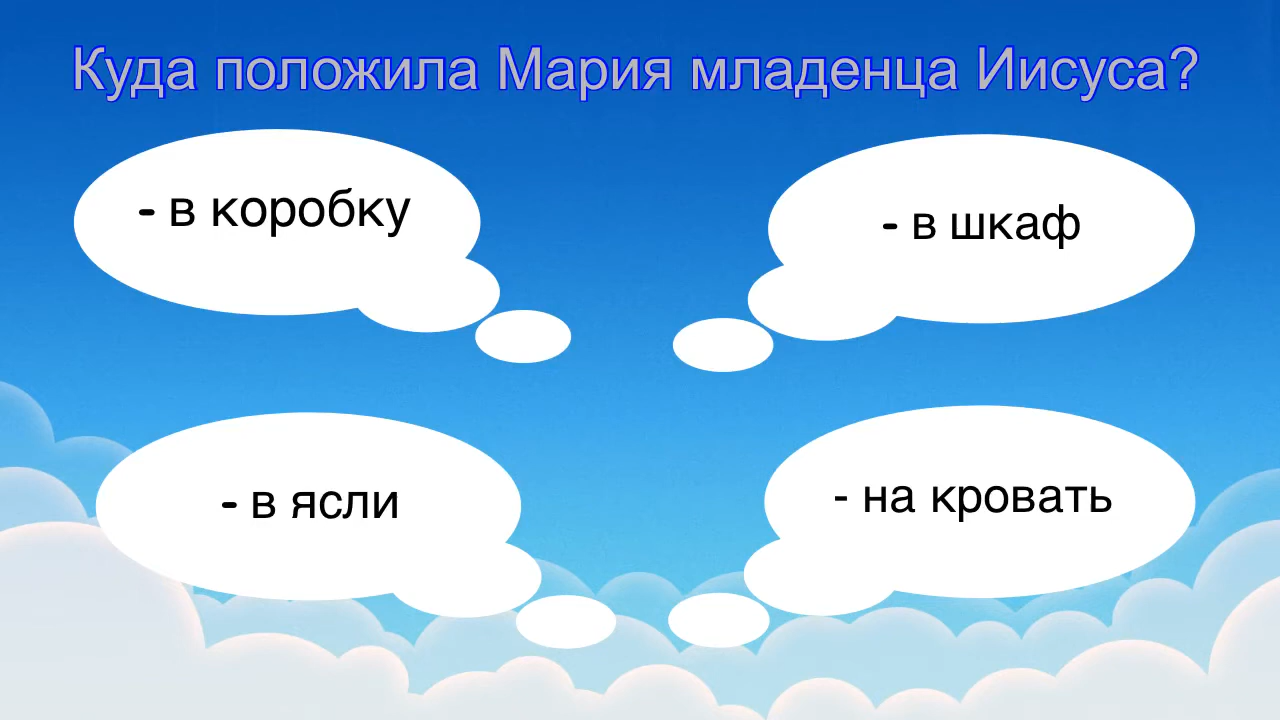 Куда положила Мария младенца Иисуса?
- в коробку
- в шкаф
- в ясли
- на кровать